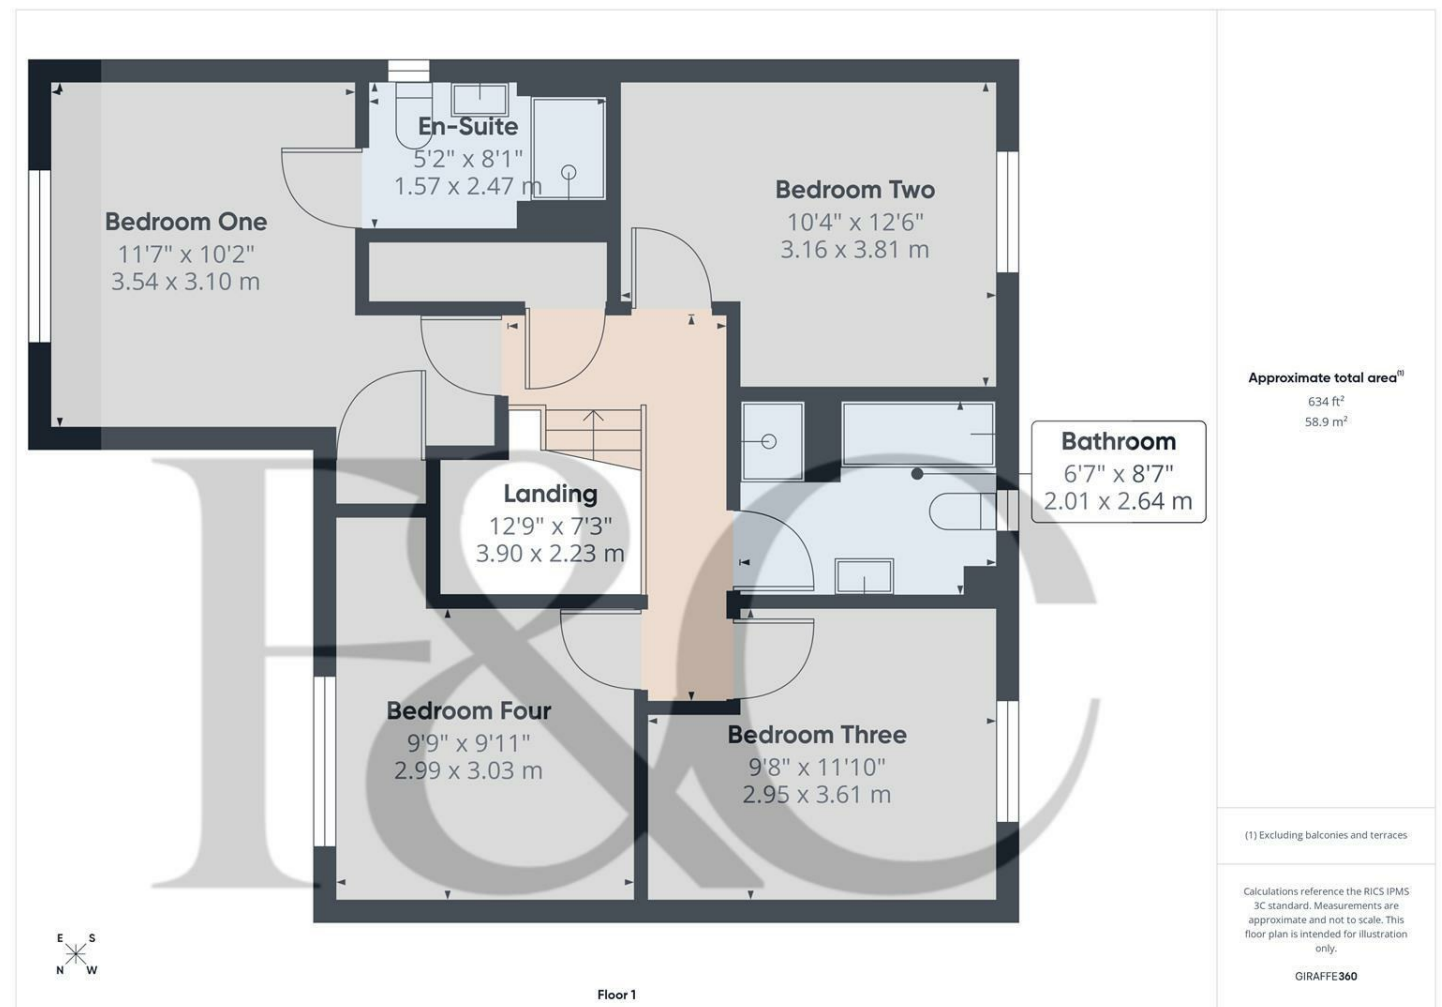 En-Suite
5'2" x 8'1"
1.57 x 2.47 m
Bedroom One
11'7" x 10'2"
3.54 x 3.10 m
Bedroom Two
10'4" x 12'6"
3.16 x 3.81 m
Bathroom
6'7" x 8'7"
2.01 x 2.64 m
Landing
12'9" x 7'3"
3.90 x 2.23 m
Bedroom Four
9'9" x 9'11"
2.99 x 3.03 m
Bedroom Three
9'8" x 11'10"
2.95 x 3.61 m
F&C
E S
N W
Floor 1
Approximate total area(1)
634 ft²
58.9 m²
(1) Excluding balconies and terraces
Calculations reference the RICS IPMS
3C standard. Measurements are
approximate and not to scale. This
floor plan is intended for illustration
only.
GIRAFFE360